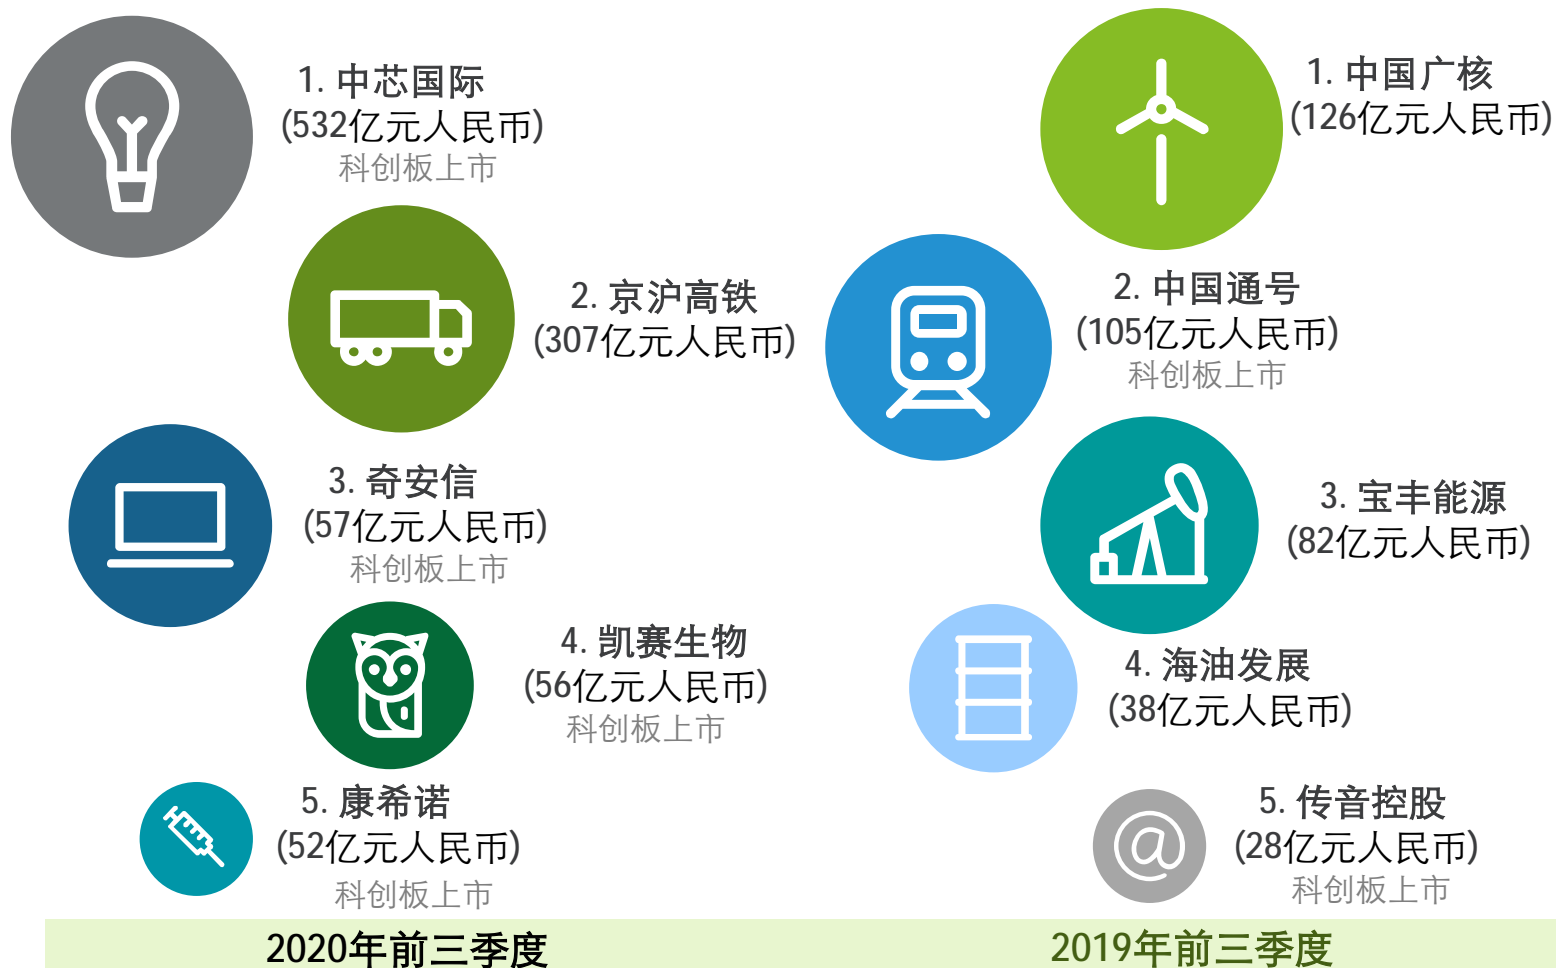 1. 中芯国际
(532亿元人民币)
科创板上市
2. 京沪高铁
(307亿元人民币)
3. 奇安信
(57亿元人民币)
科创板上市
4. 凯赛生物
(56亿元人民币)
科创板上市
5. 康希诺
(52亿元人民币)
科创板上市
2020年前三季度
1. 中国广核
(126亿元人民币)
2. 中国通号
(105亿元人民币)
科创板上市
3. 宝丰能源
(82亿元人民币)
4. 海油发展
(38亿元人民币)
@
5. 传音控股
(28亿元人民币)
科创板上市
2019年前三季度